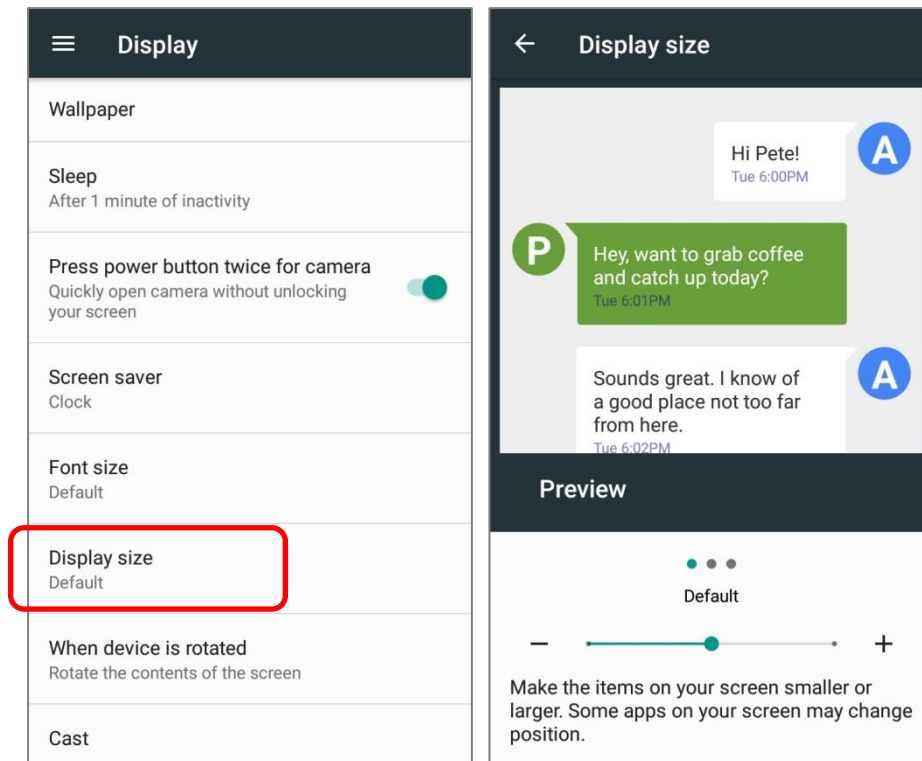 Display
Wallpaper
Sleep
After 1 minute of inactivity
Press power button twice for camera
Quickly open camera without unlocking
your screen
Screen saver
Clock
Font size
Default
Display size
Default
When device is rotated
Rotate the contents of the screen
Cast
Display size
Hi Pete!
Tue 6:00PM
A
P
Hey, want to grab coffee
and catch up today?
Tue 6:01PM
Sounds great. I know of
a good place not too far
from here.
Tue 6:02PM
A
Preview
Default
Make the items on your screen smaller or
larger. Some apps on your screen may change
position.